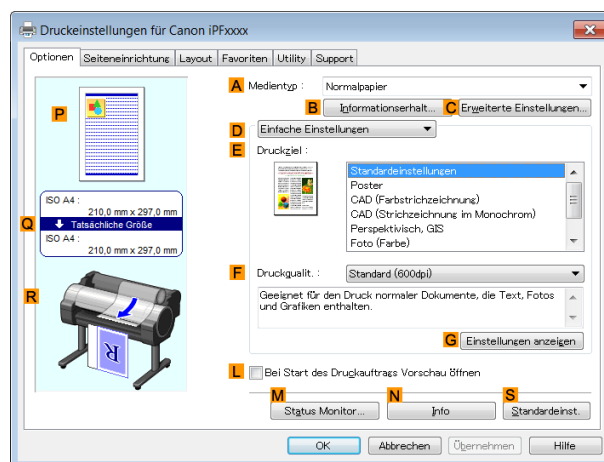 Druckeinstellungen für Canon iPFxxxx
Optionen Seiteneinrichtung Layout Favoriten Utility Support
A Medientyp : Normalpapier
B Informationserhalt... C Erweiterte Einstellungen...
D Einfache Einstellungen
E Druckziel :
Standardeinstellungen
Poster
CAD (Farbstrichzeichnung)
CAD (Strichzeichnung im Monochrom)
Perspektivisch, GIS
Foto (Farbe)
P
ISO A4 :
210,0 mm x 297,0 mm
Q Tatsächliche Größe
ISO A4 :
210,0 mm x 297,0 mm
R
R
F Druckqualit. : Standard (600dpi)
Geeignet für den Druck normaler Dokumente, die Text, Fotos
und Grafiken enthalten.
G Einstellungen anzeigen
L Bei Start des Druckauftrags Vorschau öffnen
M N S
Status Monitor... Info Standardeinst.
OK Abbrechen Übernehmen Hilfe